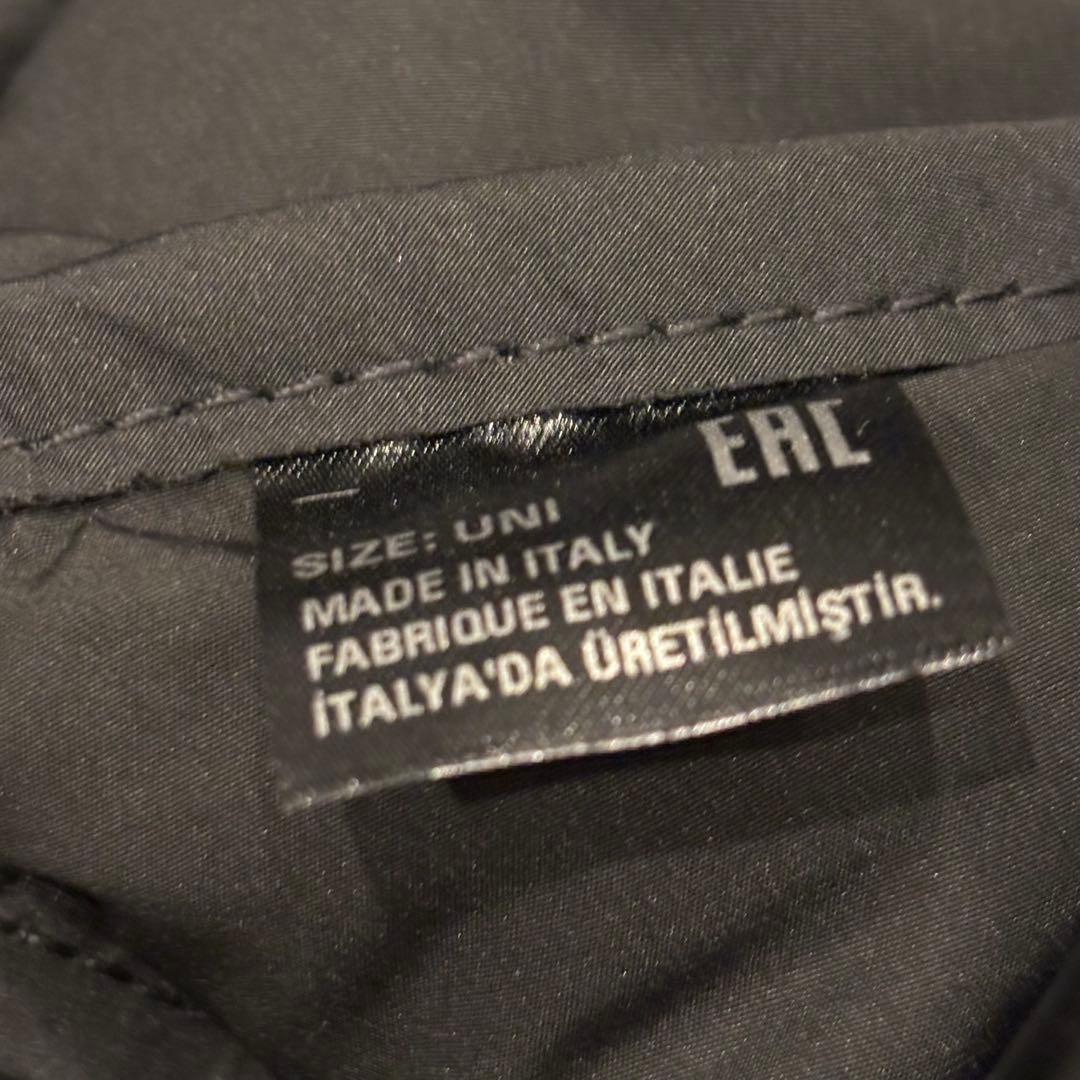 EAC
SIZE: UNI
MADE IN ITALY
FABRIQUE EN ITALIE
İTALYA'DA ÜRETİLMİŞTİR.